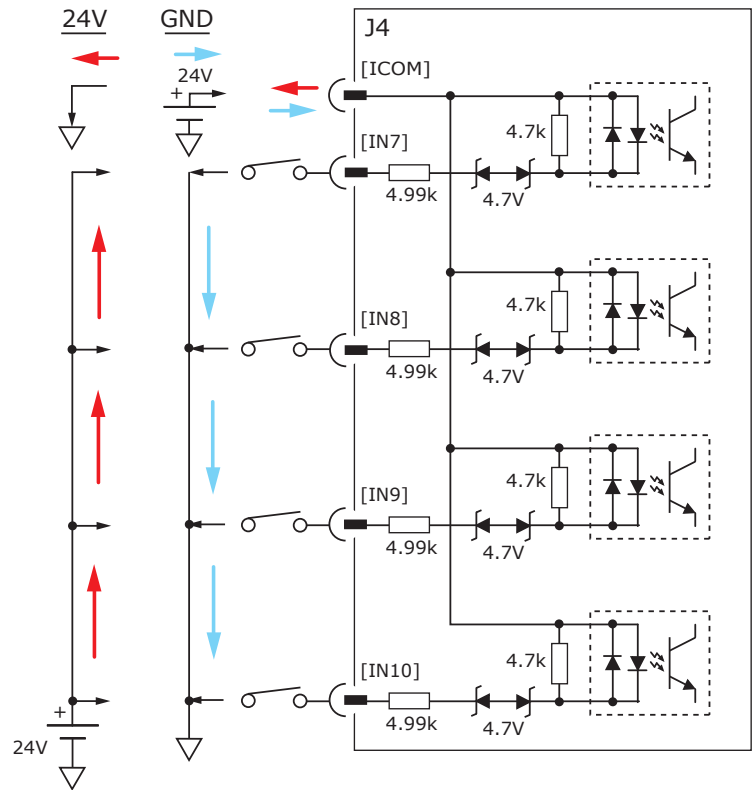 24V GND
J4
24V
+
[ICOM]
4.7k
[IN7]
4.99k
4.7V
4.7k
[IN8]
4.99k
4.7V
4.7k
[IN9]
4.99k
4.7V
4.7k
[IN10]
4.99k
4.7V
+
24V